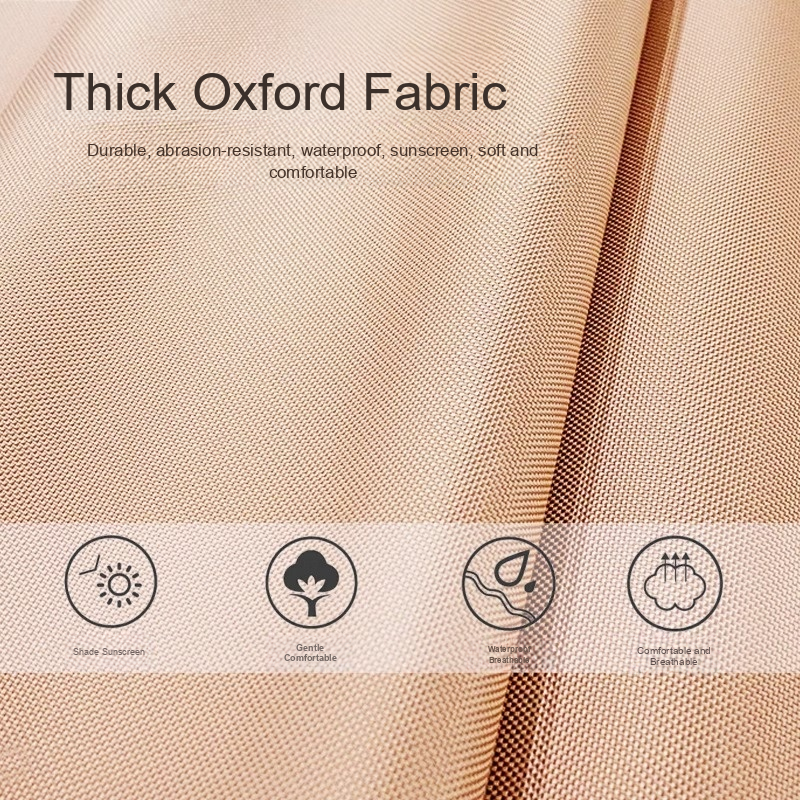 Thick Oxford Fabric
Durable, abrasion-resistant, waterproof, sunscreen, soft and
comfortable
Shade Sunscreen
Gentle
Comfortable
Waterproof
Breathable
Comfortable and
Breathable